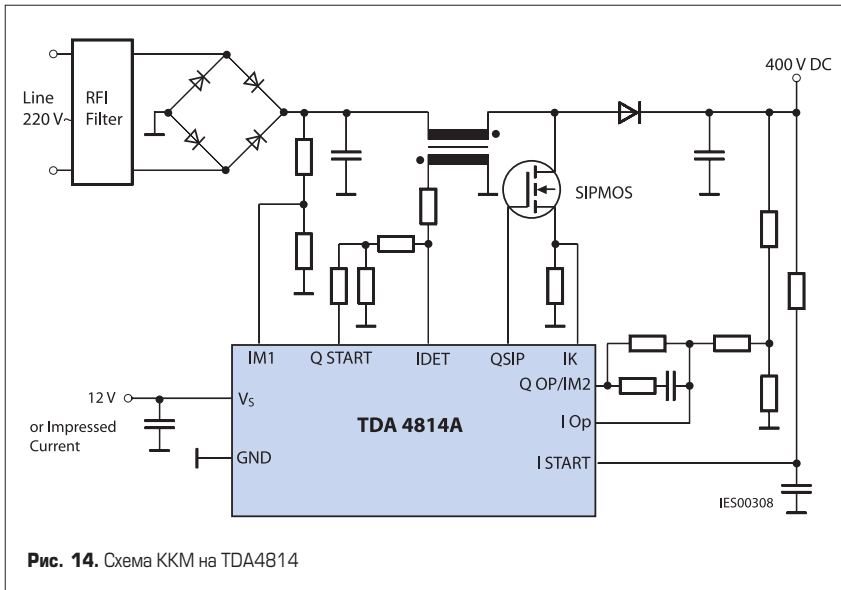 400 V DC
Line
220 V~
RFI
Filter
SIPMOS
IM1
Q START
IDET
QSIP
IK
Q OP/IM2
12 V
Vs
TDA 4814A
or Impressed
Current
I Op
GND
I START
IES00308
Рис. 14. Схема ККМ на TDA4814